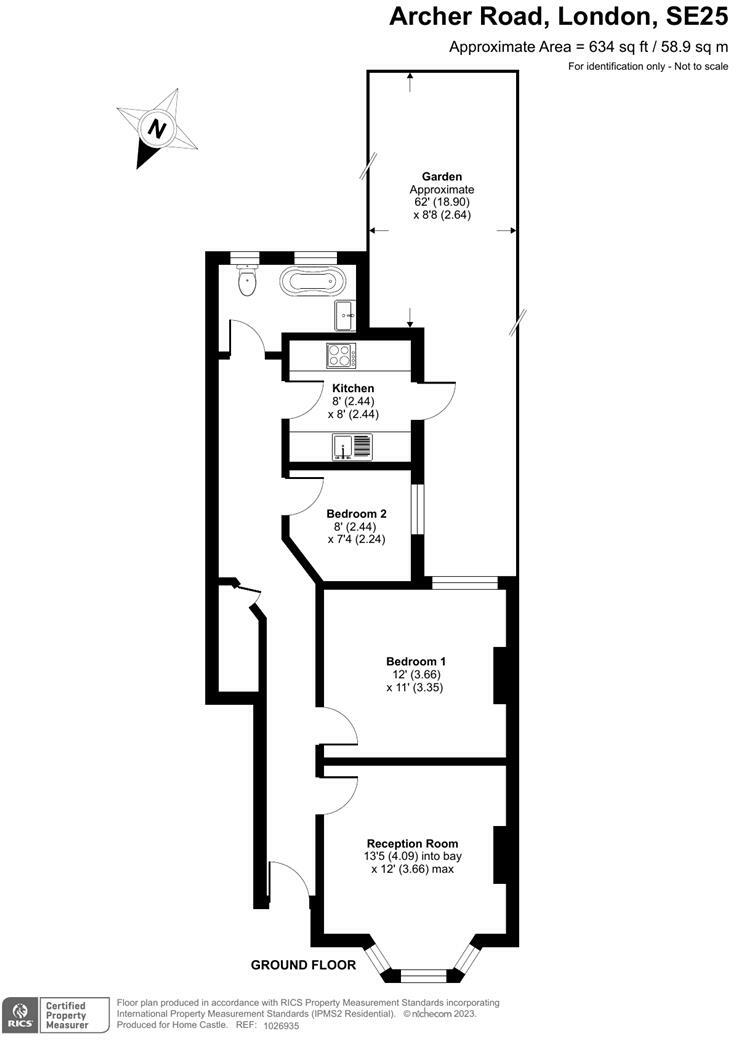 Archer Road, London, SE25
Approximate Area = 634 sq ft / 58.9 sq m
For identification only - Not to scale
N
Garden
Approximate
62' (18.90)
x 8'8 (2.64)
Kitchen
8' (2.44)
x 8' (2.44)
Bedroom 2
8' (2.44)
x 7'4 (2.24)
Bedroom 1
12' (3.66)
x 11' (3.35)
Reception Room
13'5 (4.09) into bay
x 12' (3.66) max
GROUND FLOOR
RICS
Certified
Property
Measurer
Floor plan produced in accordance with RICS Property Measurement Standards incorporating
International Property Measurement Standards (IPMS2 Residential). © nichecom 2023.
Produced for Home Castle. REF: 1026935